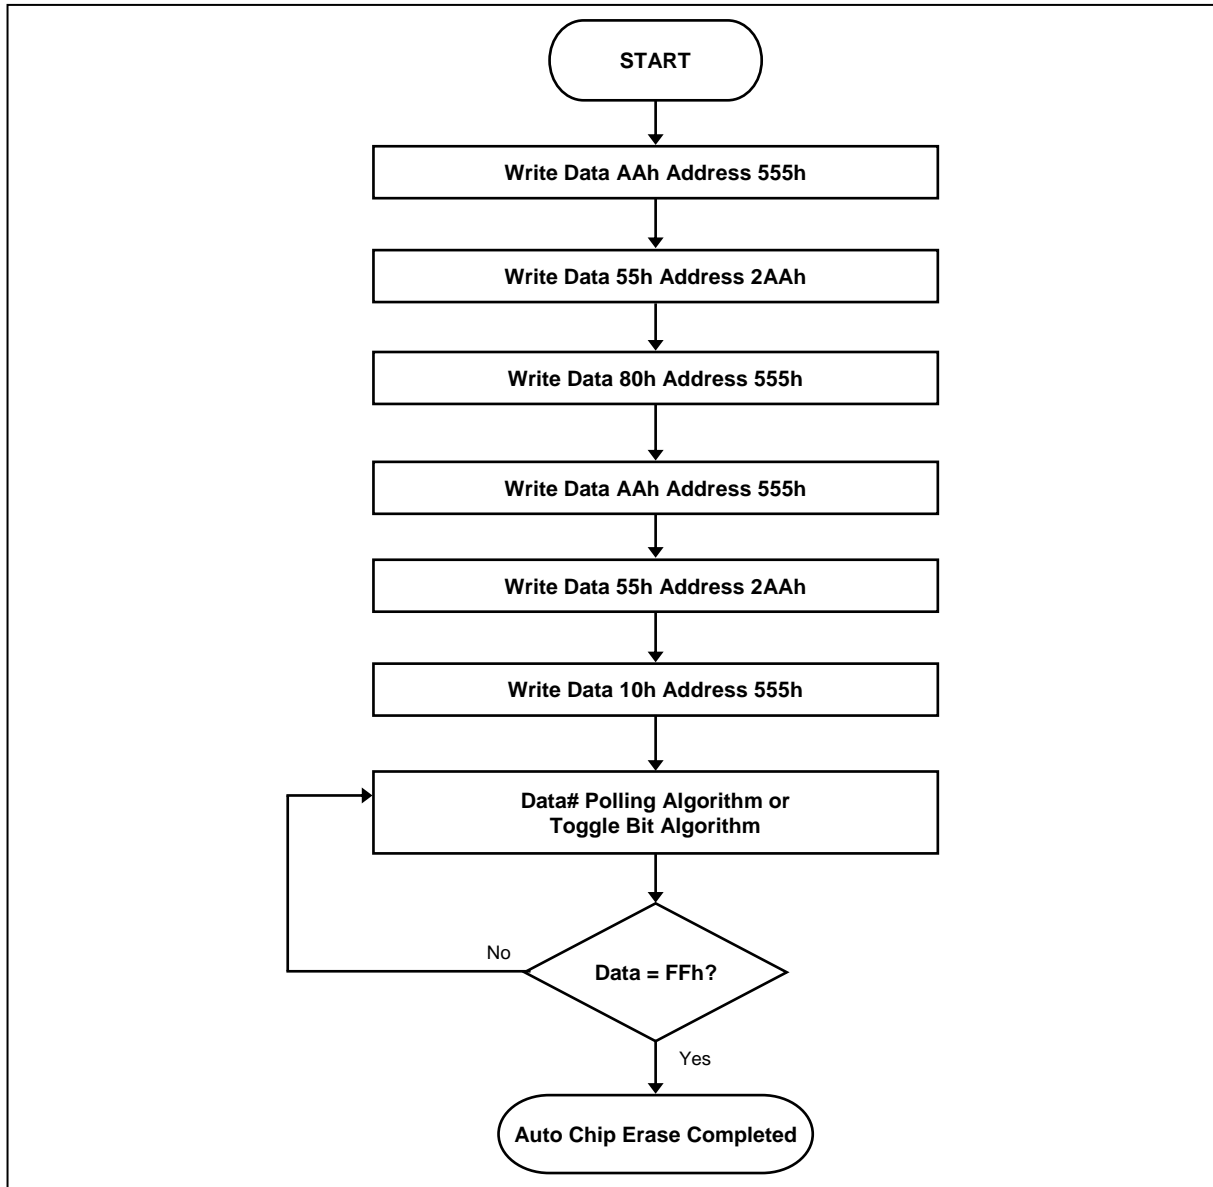 START
Write Data AAh Address 555h
Write Data 55h Address 2AAh
Write Data 80h Address 555h
Write Data AAh Address 555h
Write Data 55h Address 2AAh
Write Data 10h Address 555h
Data# Polling Algorithm or
Toggle Bit Algorithm
No
Data = FFh?
Yes
Auto Chip Erase Completed